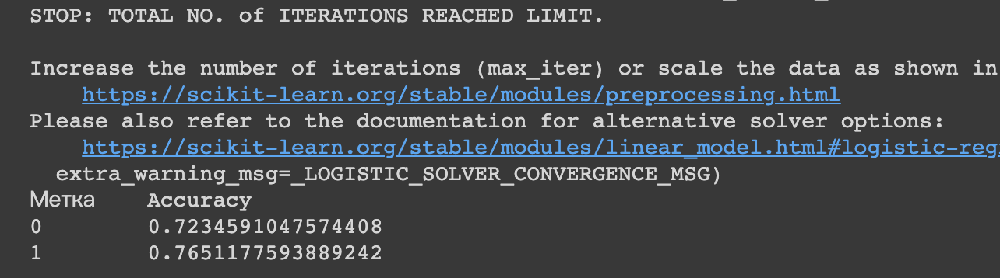 STOP: TOTAL NO. of ITERATIONS REACHED LIMIT.
Increase the number of iterations (max_iter) or scale the data as shown in
https://scikit-learn.org/stable/modules/preprocessing.html
Please also refer to the documentation for alternative solver options:
https://scikit-learn.org/stable/modules/linear_model.html#logistic-reg
extra_warning_msg=_LOGISTIC_SOLVER_CONVERGENCE_MSG)
Метка Accuracy
0 0.7234591047574408
1 0.7651177593889242